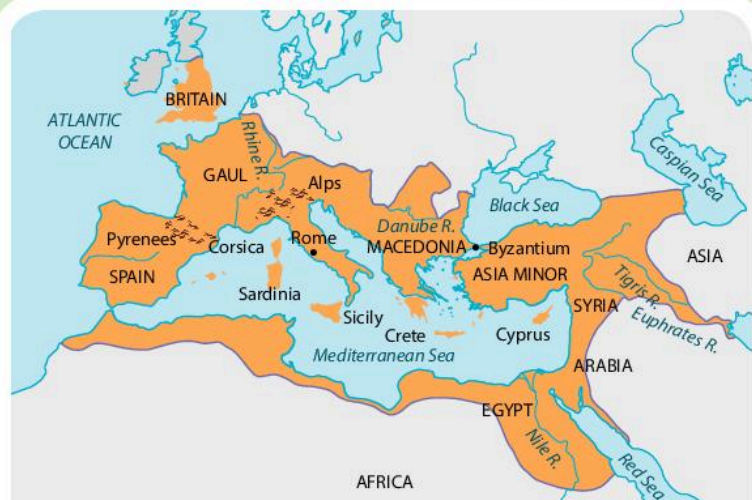 BRITAIN
ATLANTIC
OCEAN
Rhine R.
GAUL
Alps
Caspian Sea
Black Sea
Danube R.
Pyrenees
Corsica
Rome
MACEDONIA
Byzantium
ASIA
SPAIN
ASIA MINOR
Tigris R.
Sardinia
Sicily
SYRIA
Euphrates R.
Crete
Cyprus
Mediterranean Sea
ARABIA
EGYPT
Nile R.
Red Sea
AFRICA